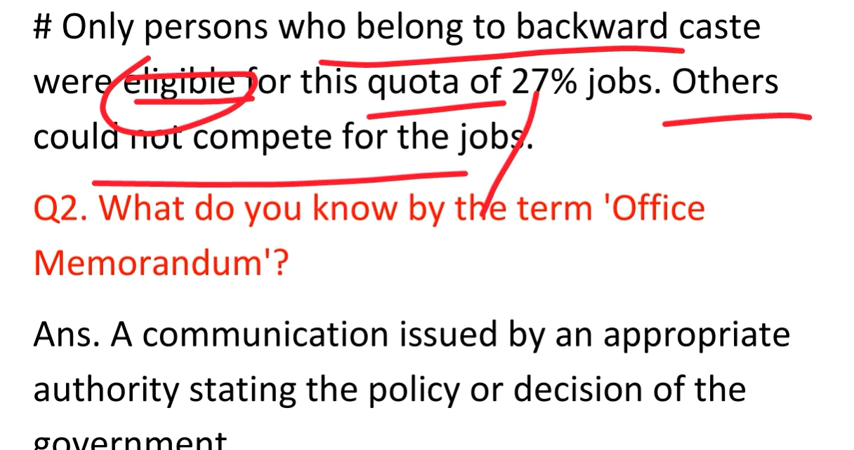 # Only persons who belong to backward caste
were eligible for this quota of 27% jobs. Others
could not compete for the jobs.
Q2. What do you know by the term 'Office
Memorandum'?
Ans. A communication issued by an appropriate
authority stating the policy or decision of the
government